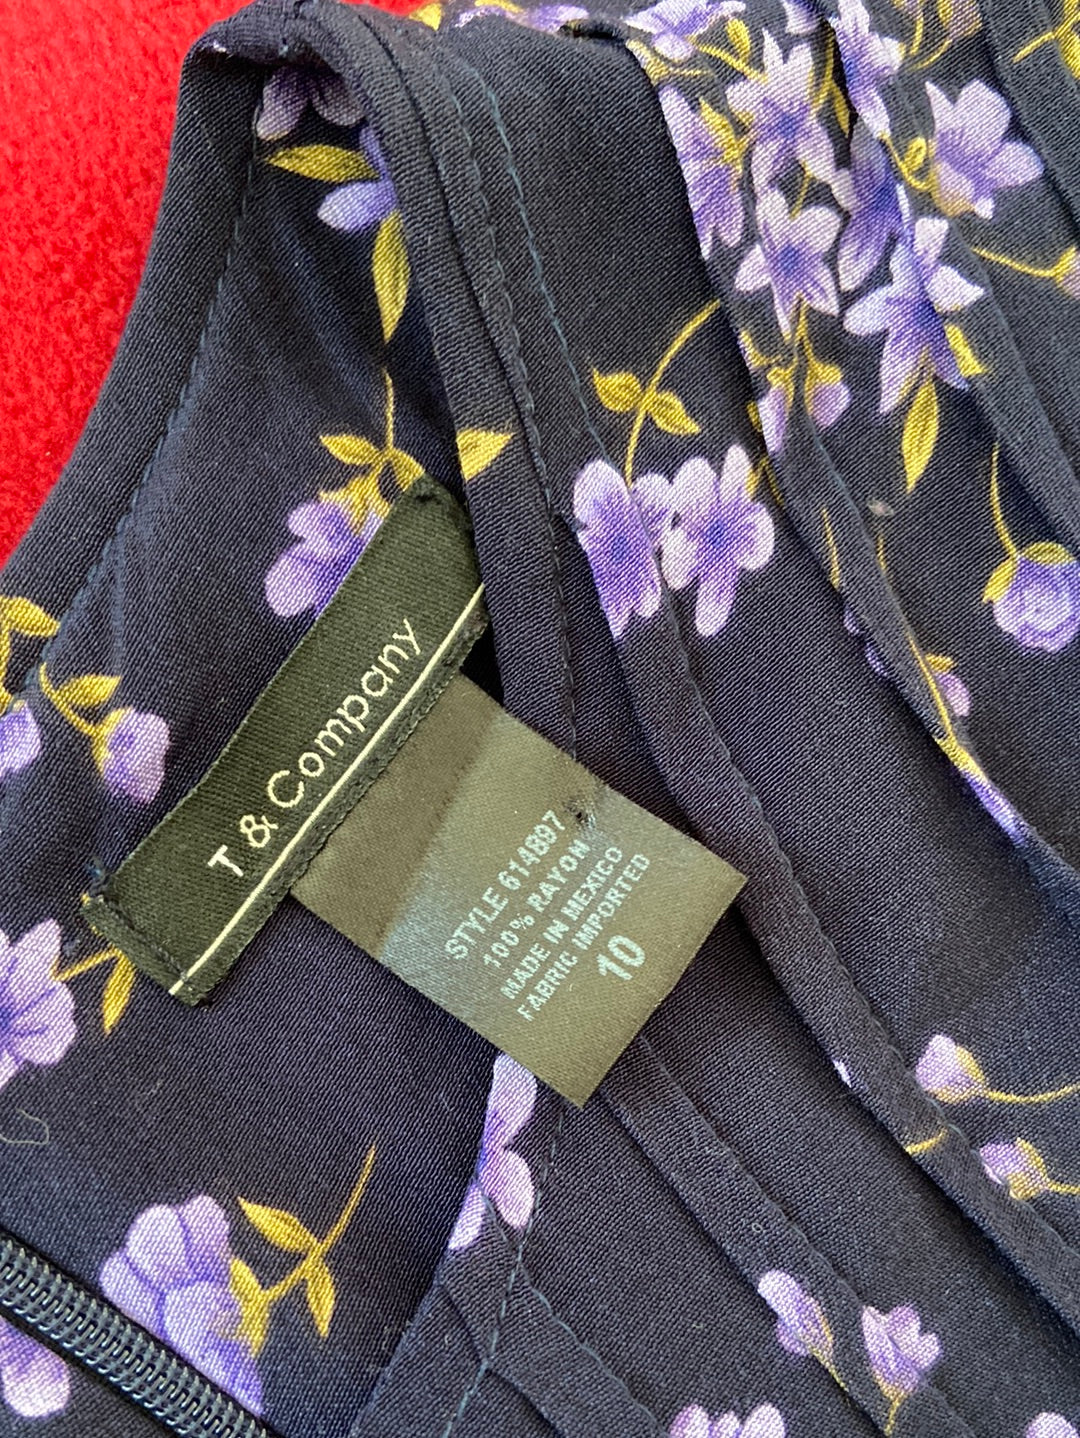 T & Company
STYLE 614897
100% RAYON
MADE IN MEXICO
FABRIC IMPORTED
10